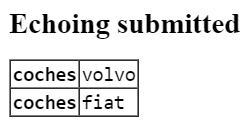 Echoing submitted
coches volvo
coches fiat